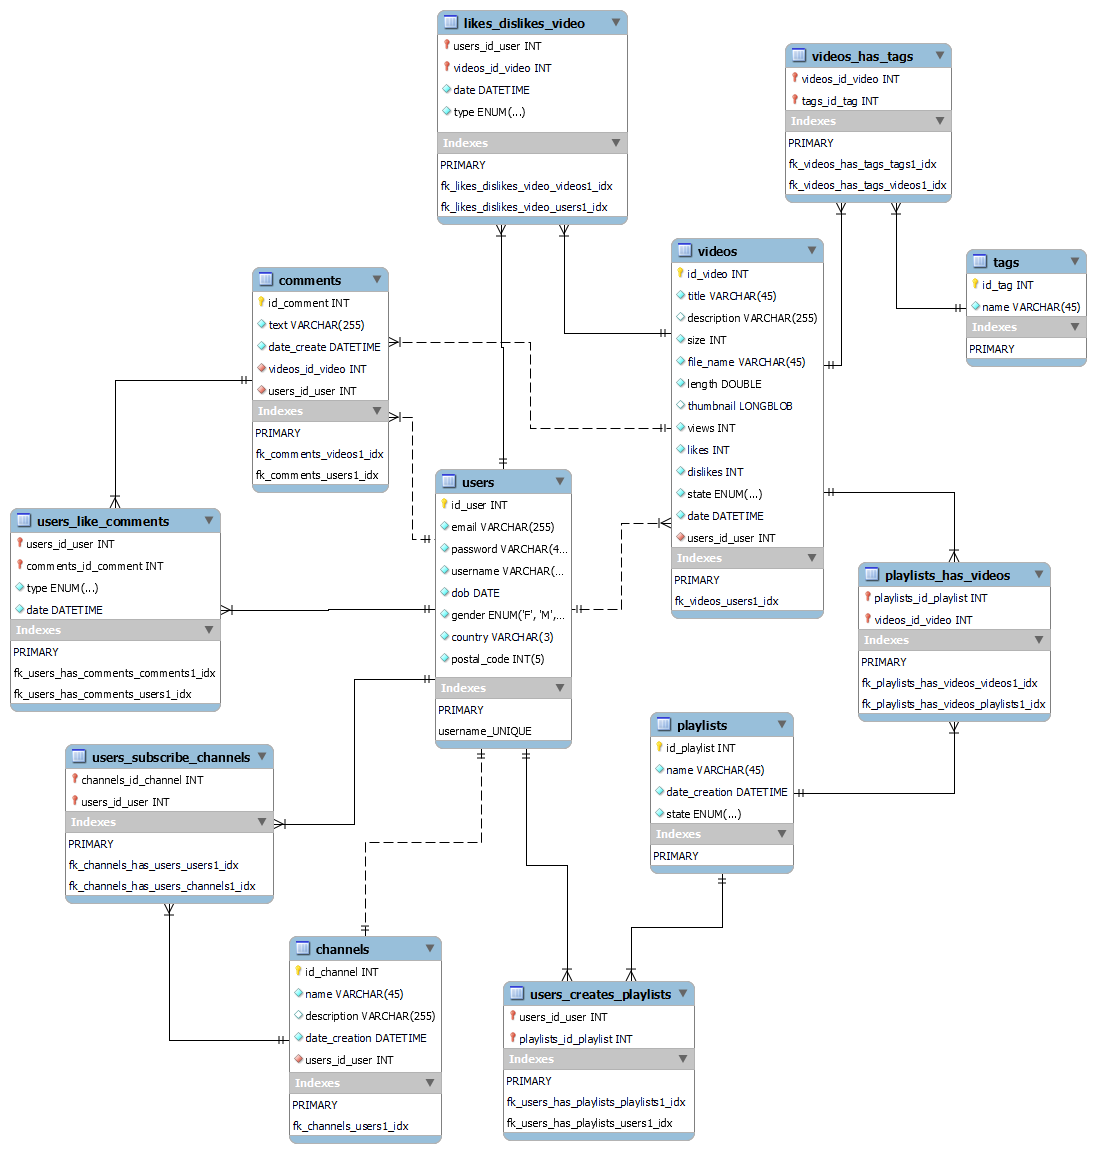 likes_dislikes_video
users_id_user INT
videos_id_video INT
date DATETIME
type ENUM(...)
Indexes
PRIMARY
fk_likes_dislikes_video_videos1_idx
fk_likes_dislikes_video_users1_idx
videos_has_tags
videos_id_video INT
tags_id_tag INT
Indexes
PRIMARY
fk_videos_has_tags_tags1_idx
fk_videos_has_tags_videos1_idx
videos
id_video INT
title VARCHAR(45)
description VARCHAR(255)
size INT
file_name VARCHAR(45)
length DOUBLE
thumbnail LONGBLOB
views INT
likes INT
dislikes INT
state ENUM(...)
date DATETIME
users_id_user INT
Indexes
PRIMARY
fk_videos_users1_idx
tags
id_tag INT
name VARCHAR(45)
Indexes
PRIMARY
comments
id_comment INT
text VARCHAR(255)
date_create DATETIME
videos_id_video INT
users_id_user INT
Indexes
PRIMARY
fk_comments_videos1_idx
fk_comments_users1_idx
users
id_user INT
email VARCHAR(255)
password VARCHAR(4...
username VARCHAR(...
dob DATE
gender ENUM('F', 'M',...
country VARCHAR(3)
postal_code INT(5)
Indexes
PRIMARY
username_UNIQUE
users_like_comments
users_id_user INT
comments_id_comment INT
type ENUM(...)
date DATETIME
Indexes
PRIMARY
fk_users_has_comments_comments1_idx
fk_users_has_comments_users1_idx
playlists_has_videos
playlists_id_playlist INT
videos_id_video INT
Indexes
PRIMARY
fk_playlists_has_videos_videos1_idx
fk_playlists_has_videos_playlists1_idx
playlists
id_playlist INT
name VARCHAR(45)
date_creation DATETIME
state ENUM(...)
Indexes
PRIMARY
users_subscribe_channels
channels_id_channel INT
users_id_user INT
Indexes
PRIMARY
fk_channels_has_users_users1_idx
fk_channels_has_users_channels1_idx
channels
id_channel INT
name VARCHAR(45)
description VARCHAR(255)
date_creation DATETIME
users_id_user INT
Indexes
PRIMARY
fk_channels_users1_idx
users_creates_playlists
users_id_user INT
playlists_id_playlist INT
Indexes
PRIMARY
fk_users_has_playlists_playlists1_idx
fk_users_has_playlists_users1_idx